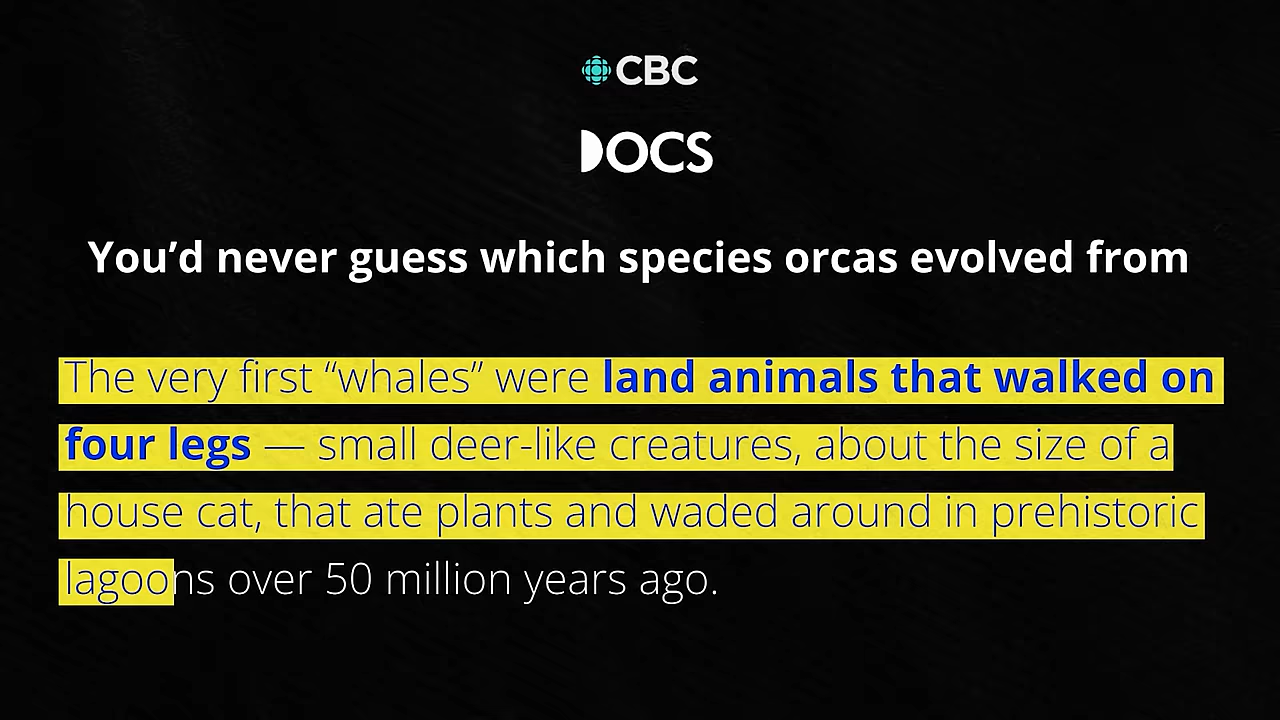 CBC
DOCS
You’d never guess which species orcas evolved from
The very first “whales” were land animals that walked on
four legs — small deer-like creatures, about the size of a
house cat, that ate plants and waded around in prehistoric
lagoons over 50 million years ago.